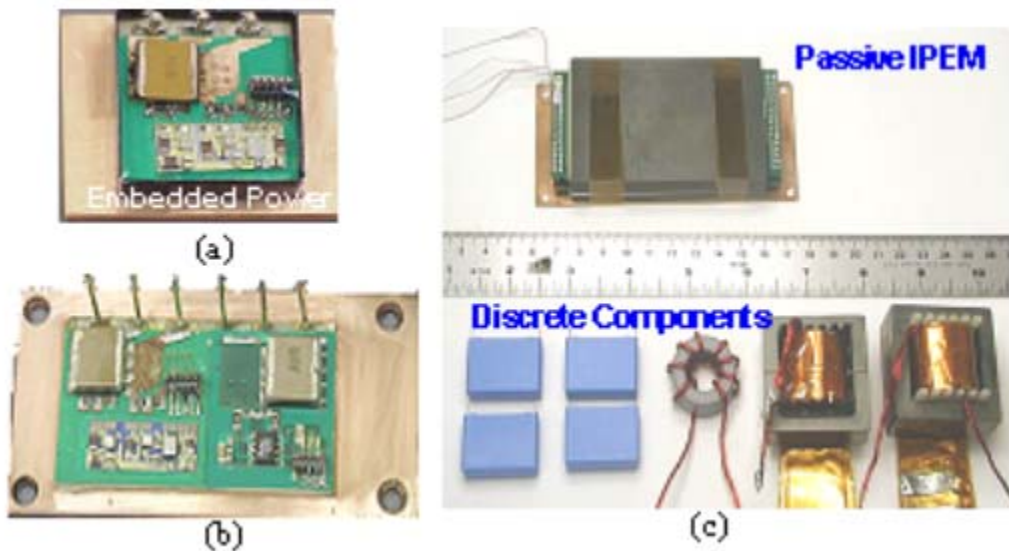 Embedded Power
(a)
(b)
Passive IPEM
Discrete Components
(c)